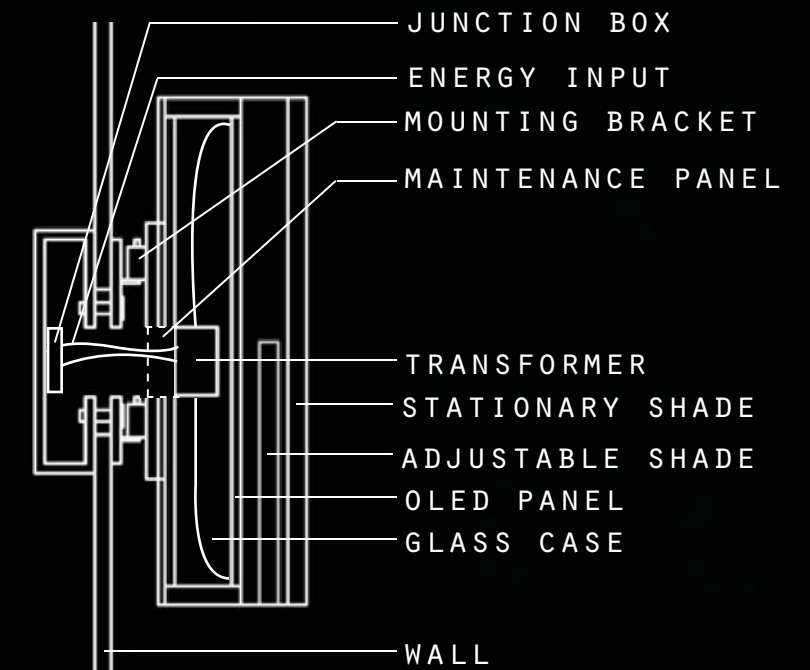 JUNCTION BOX
ENERGY INPUT
MOUNTING BRACKET
MAINTENANCE PANEL
TRANSFORMER
STATIONARY SHADE
ADJUSTABLE SHADE
OLED PANEL
GLASS CASE
WALL